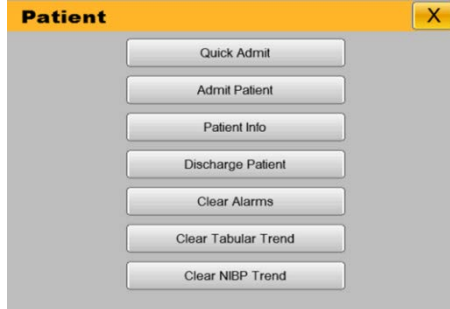 Patient
X
Quick Admit
Admit Patient
Patient Info
Discharge Patient
Clear Alarms
Clear Tabular Trend
Clear NIBP Trend